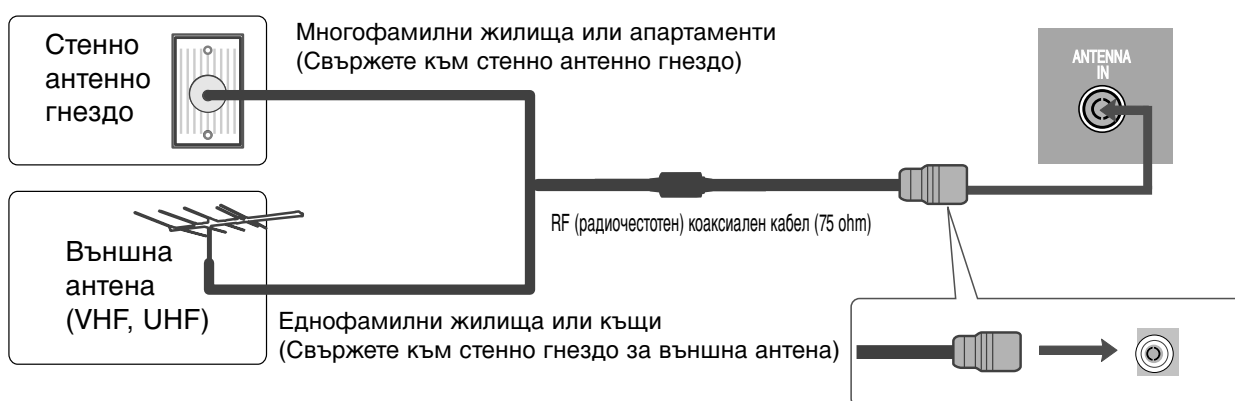 Стенно
антенно
гнездо
Многофамилни жилища или апартаменти
(Свържете към стенно антенно гнездо)
ANTENNA
IN
RF (радиочестотен) коаксиален кабел (75 ohm)
Външна
антена
(VHF, UHF)
Еднофамилни жилища или къщи
(Свържете към стенно гнездо за външна антена)